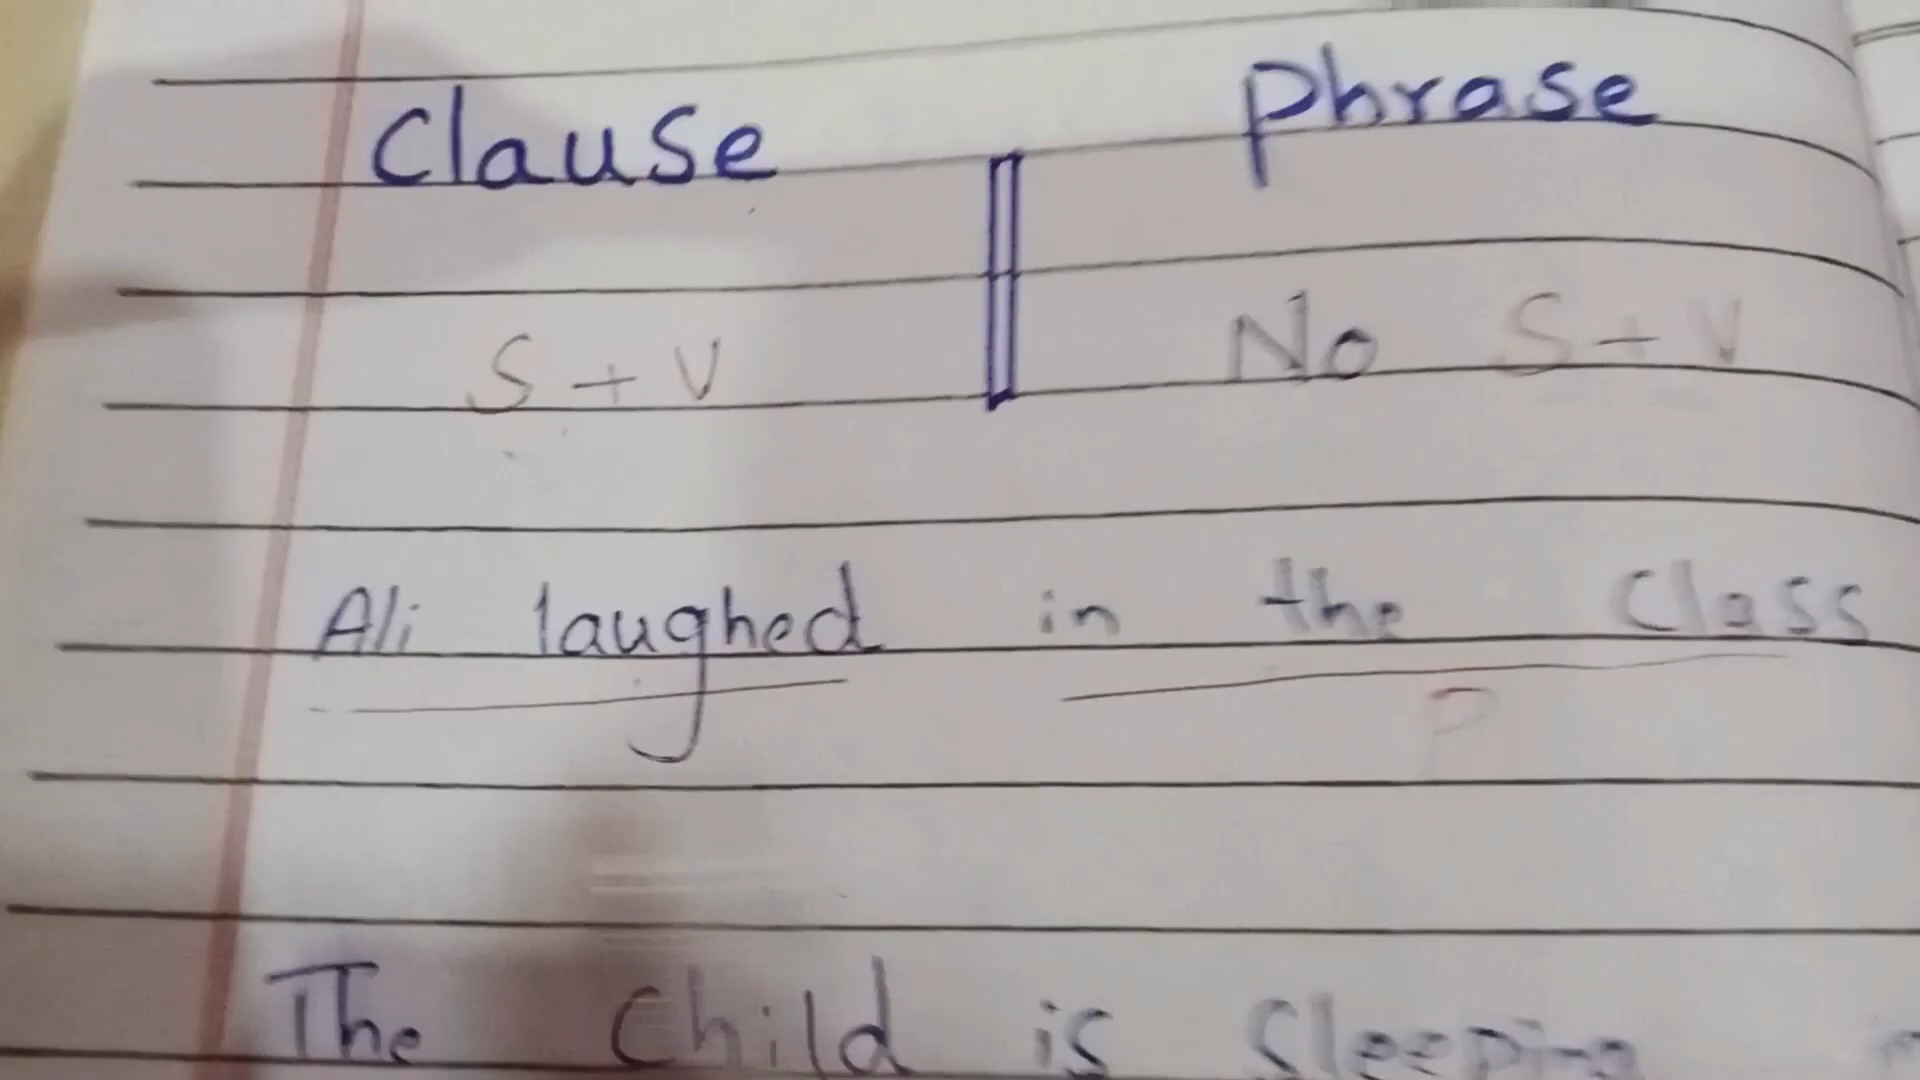 Clause Phrase
S + V No S + V
Ali laughed in the Class
P
The Child is Sleeping